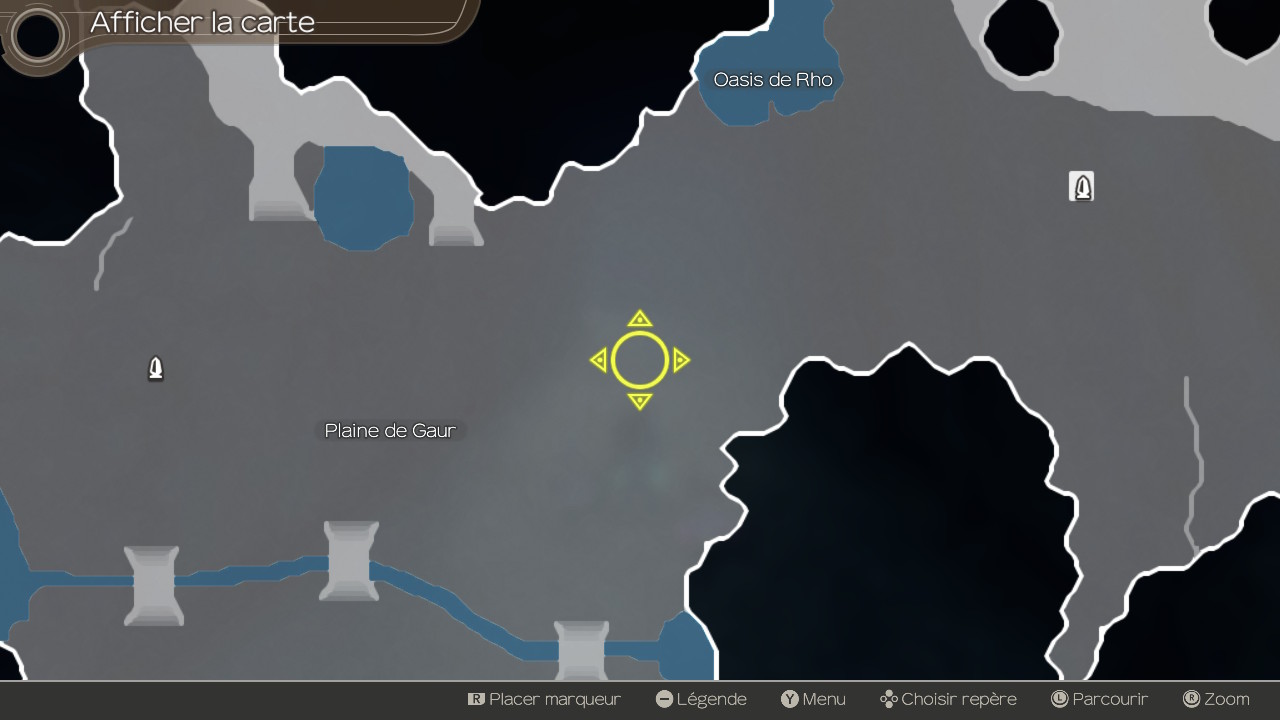 Afficher la carte
Oasis de Rho
Plaine de Gaur
R Placer marqueur
Légende
Y Menu
Choisir repère
L Parcourir
R Zoom